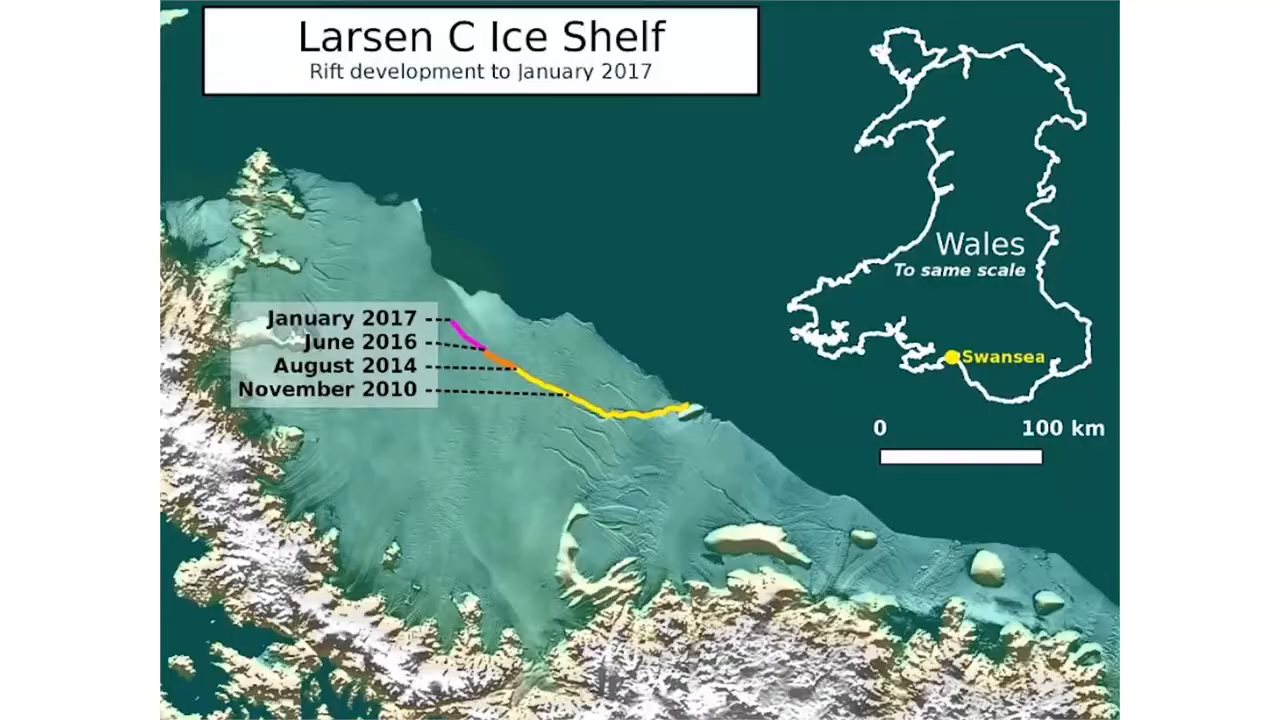 Larsen C Ice Shelf
Rift development to January 2017
Wales
To same scale
January 2017
June 2016
August 2014
November 2010
Swansea
0 100 km